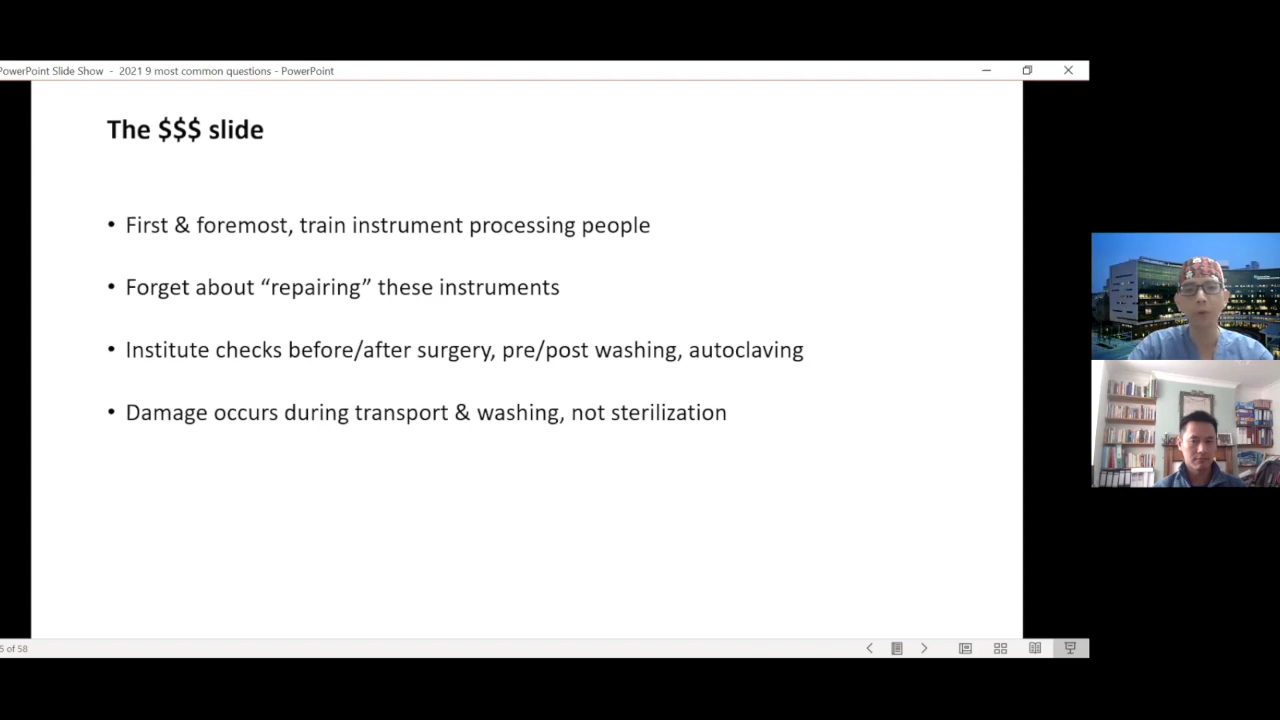 PowerPoint Slide Show - 2021 9 most common questions - PowerPoint
The $$$ slide
• First & foremost, train instrument processing people
• Forget about “repairing” these instruments
• Institute checks before/after surgery, pre/post washing, autoclaving
• Damage occurs during transport & washing, not sterilization
of 58